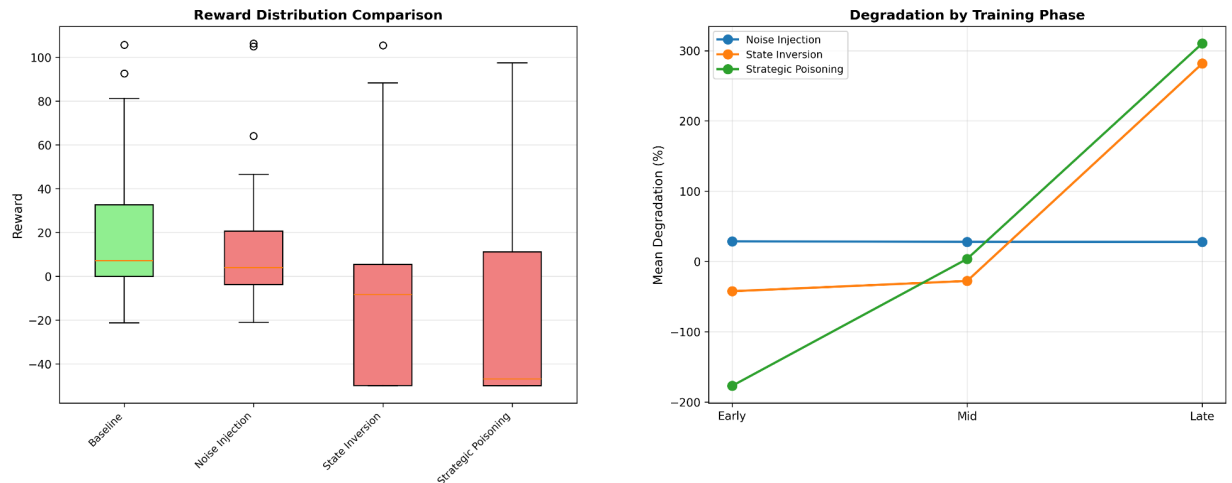 Reward Distribution Comparison
Reward
100
80
60
40
20
0
−20
−40
Baseline
Noise Injection
State Inversion
Strategic Poisoning
Degradation by Training Phase
Mean Degradation (%)
300
200
100
0
−100
−200
Noise Injection
State Inversion
Strategic Poisoning
Early
Mid
Late